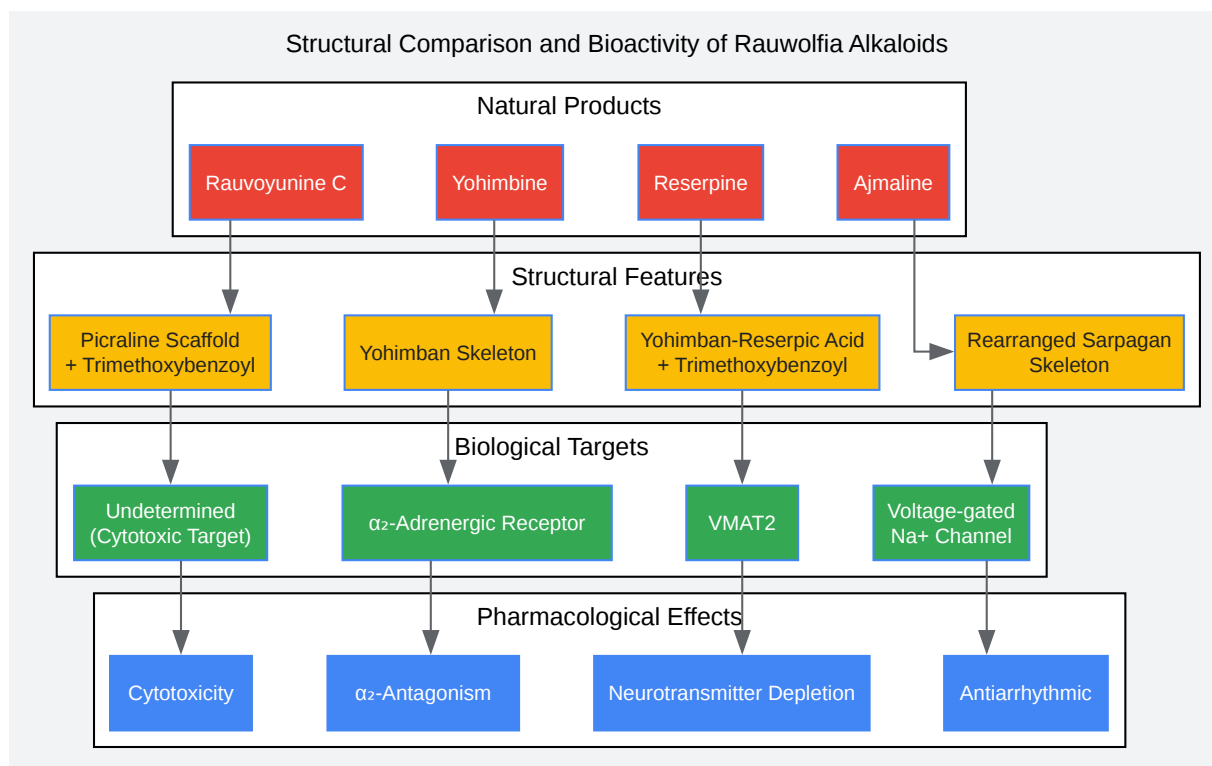 Structural Comparison and Bioactivity of Rauwolfia Alkaloids
Natural Products
Rauvoyunine C
Yohimbine
Reserpine
Ajmaline
Structural Features
Picraline Scaffold
+ Trimethoxybenzoyl
Yohimban Skeleton
Yohimban-Reserpic Acid
+ Trimethoxybenzoyl
Rearranged Sarpagan
Skeleton
Biological Targets
Undetermined
(Cytotoxic Target)
α₂-Adrenergic Receptor
VMAT2
Voltage-gated
Na+ Channel
Pharmacological Effects
Cytotoxicity
α₂-Antagonism
Neurotransmitter Depletion
Antiarrhythmic